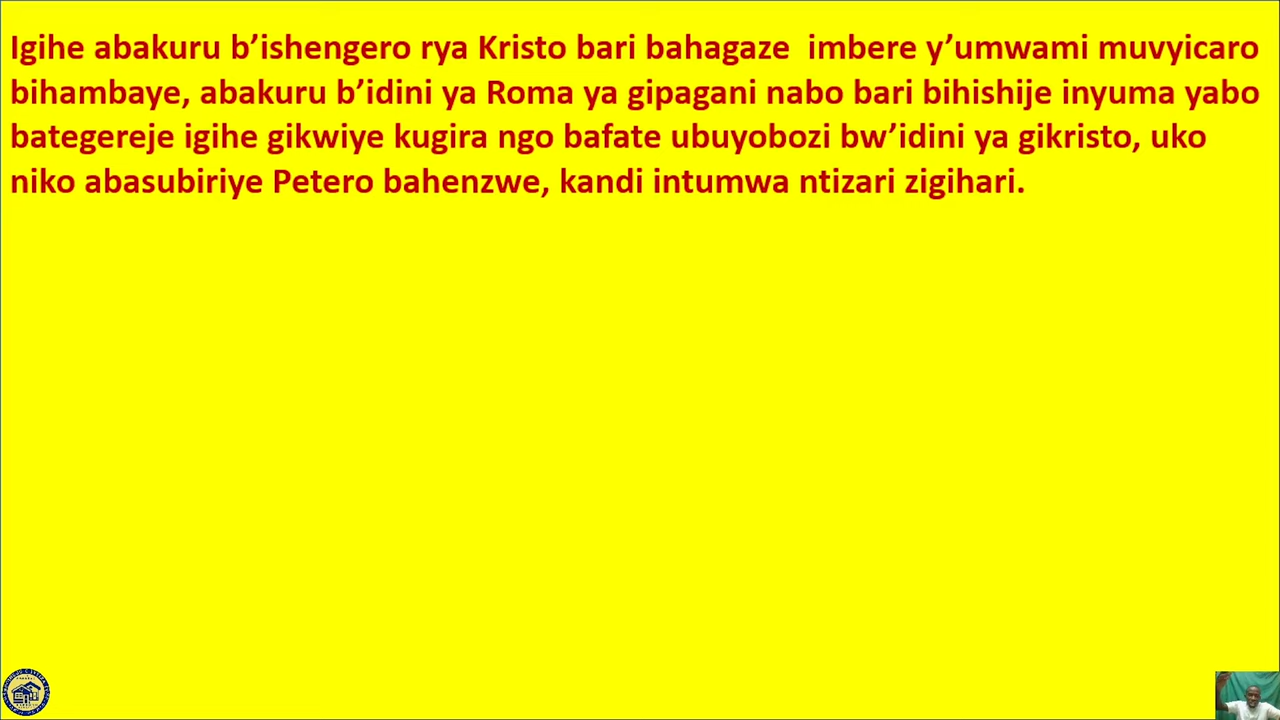 Igihe abakuru b’ishengero rya Kristo bari bahagaze  imbere y’umwami muvyicaro
bihambaye, abakuru b’idini ya Roma ya gipagani nabo bari bihishije inyuma yabo
bategereje igihe gikwiye kugira ngo bafate ubuyobozi bw’idini ya gikristo, uko
niko abasubiriye Petero bahenzwe, kandi intumwa ntizari zigihari.